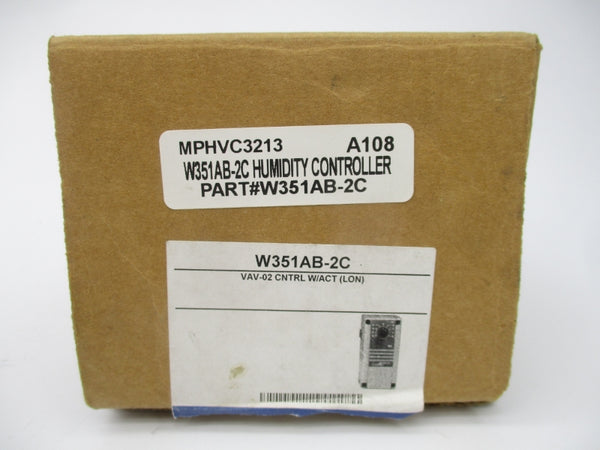 MPHVC3213 A108
W351AB-2C HUMIDITY CONTROLLER
PART#W351AB-2C
W351AB-2C
VAV-02 CNTRL W/ACT (LON)